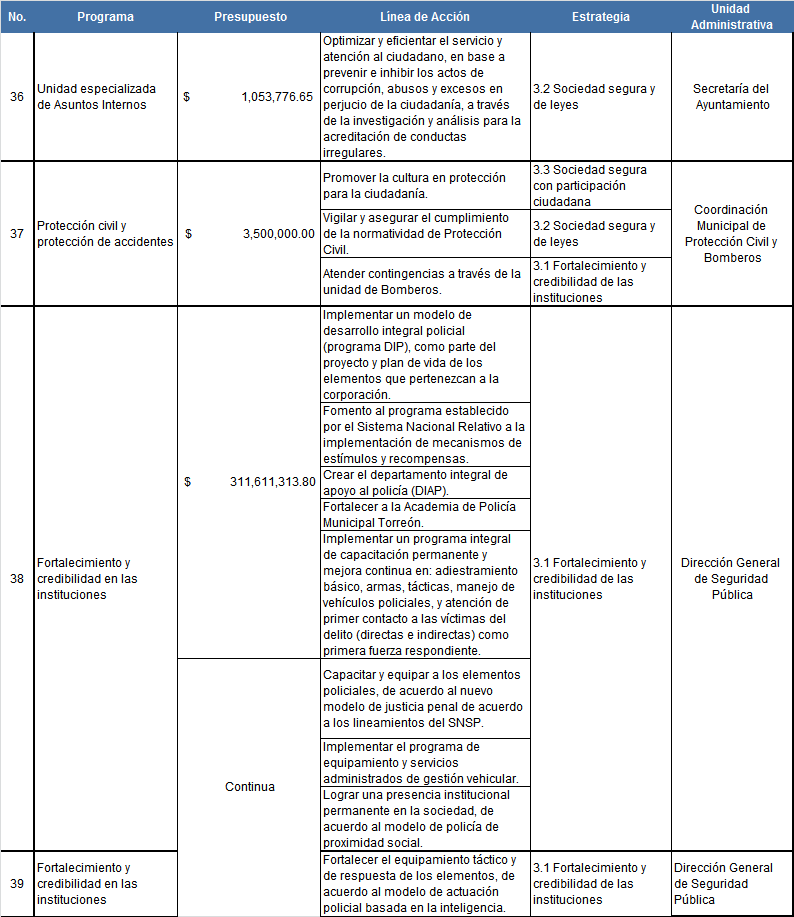 No.
Programa
Presupuesto
Línea de Acción
Estrategia
Unidad
Administrativa
36
Unidad especializada
de Asuntos Internos
$ 1,053,776.65
Optimizar y eficientar el servicio y
atención al ciudadano, en base a
prevenir e inhibir los actos de
corrupción, abusos y excesos en
perjucio de la ciudadanía, a través
de la investigación y análisis para la
acreditación de conductas
irregulares.
3.2 Sociedad segura y
de leyes
Secretaría del
Ayuntamiento
37
Protección civil y
protección de accidentes
$ 3,500,000.00
Promover la cultura en protección
para la ciudadanía.
3.3 Sociedad segura
con participación
ciudadana
Vigilar y asegurar el cumplimiento
de la normatividad de Protección
Civil.
3.2 Sociedad segura y
de leyes
Atender contingencias a través de la
unidad de Bomberos.
3.1 Fortalecimiento y
credibilidad de las
instituciones
Coordinación
Municipal de
Protección Civil y
Bomberos
38
Fortalecimiento y
credibilidad en las
instituciones
$ 311,611,313.80
Implementar un modelo de
desarrollo integral policial
(programa DIP), como parte del
proyecto y plan de vida de los
elementos que pertenezcan a la
corporación.
Fomento al programa establecido
por el Sistema Nacional Relativo a la
implementación de mecanismos de
estímulos y recompensas.
Crear el departamento integral de
apoyo al policía (DIAP).
Fortalecer a la Academia de Policía
Municipal Torreón.
Implementar un programa integral
de capacitación permanente y
mejora continua en: adiestramiento
básico, armas, tácticas, manejo de
vehículos policiales, y atención de
primer contacto a las víctimas del
delito (directas e indirectas) como
primera fuerza respondiente.
3.1 Fortalecimiento y
credibilidad de las
instituciones
Dirección General
de Seguridad
Pública
Continua
Capacitar y equipar a los elementos
policiales, de acuerdo al nuevo
modelo de justicia penal de acuerdo
a los lineamientos del SNSP.
Implementar el programa de
equipamiento y servicios
administrados de gestión vehicular.
Lograr una presencia institucional
permanente en la sociedad, de
acuerdo al modelo de policía de
proximidad social.
39
Fortalecimiento y
credibilidad en las
instituciones
Fortalecer el equipamiento táctico y
de respuesta de los elementos, de
acuerdo al modelo de actuación
policial basada en la inteligencia.
3.1 Fortalecimiento y
credibilidad de las
instituciones
Dirección General
de Seguridad
Pública